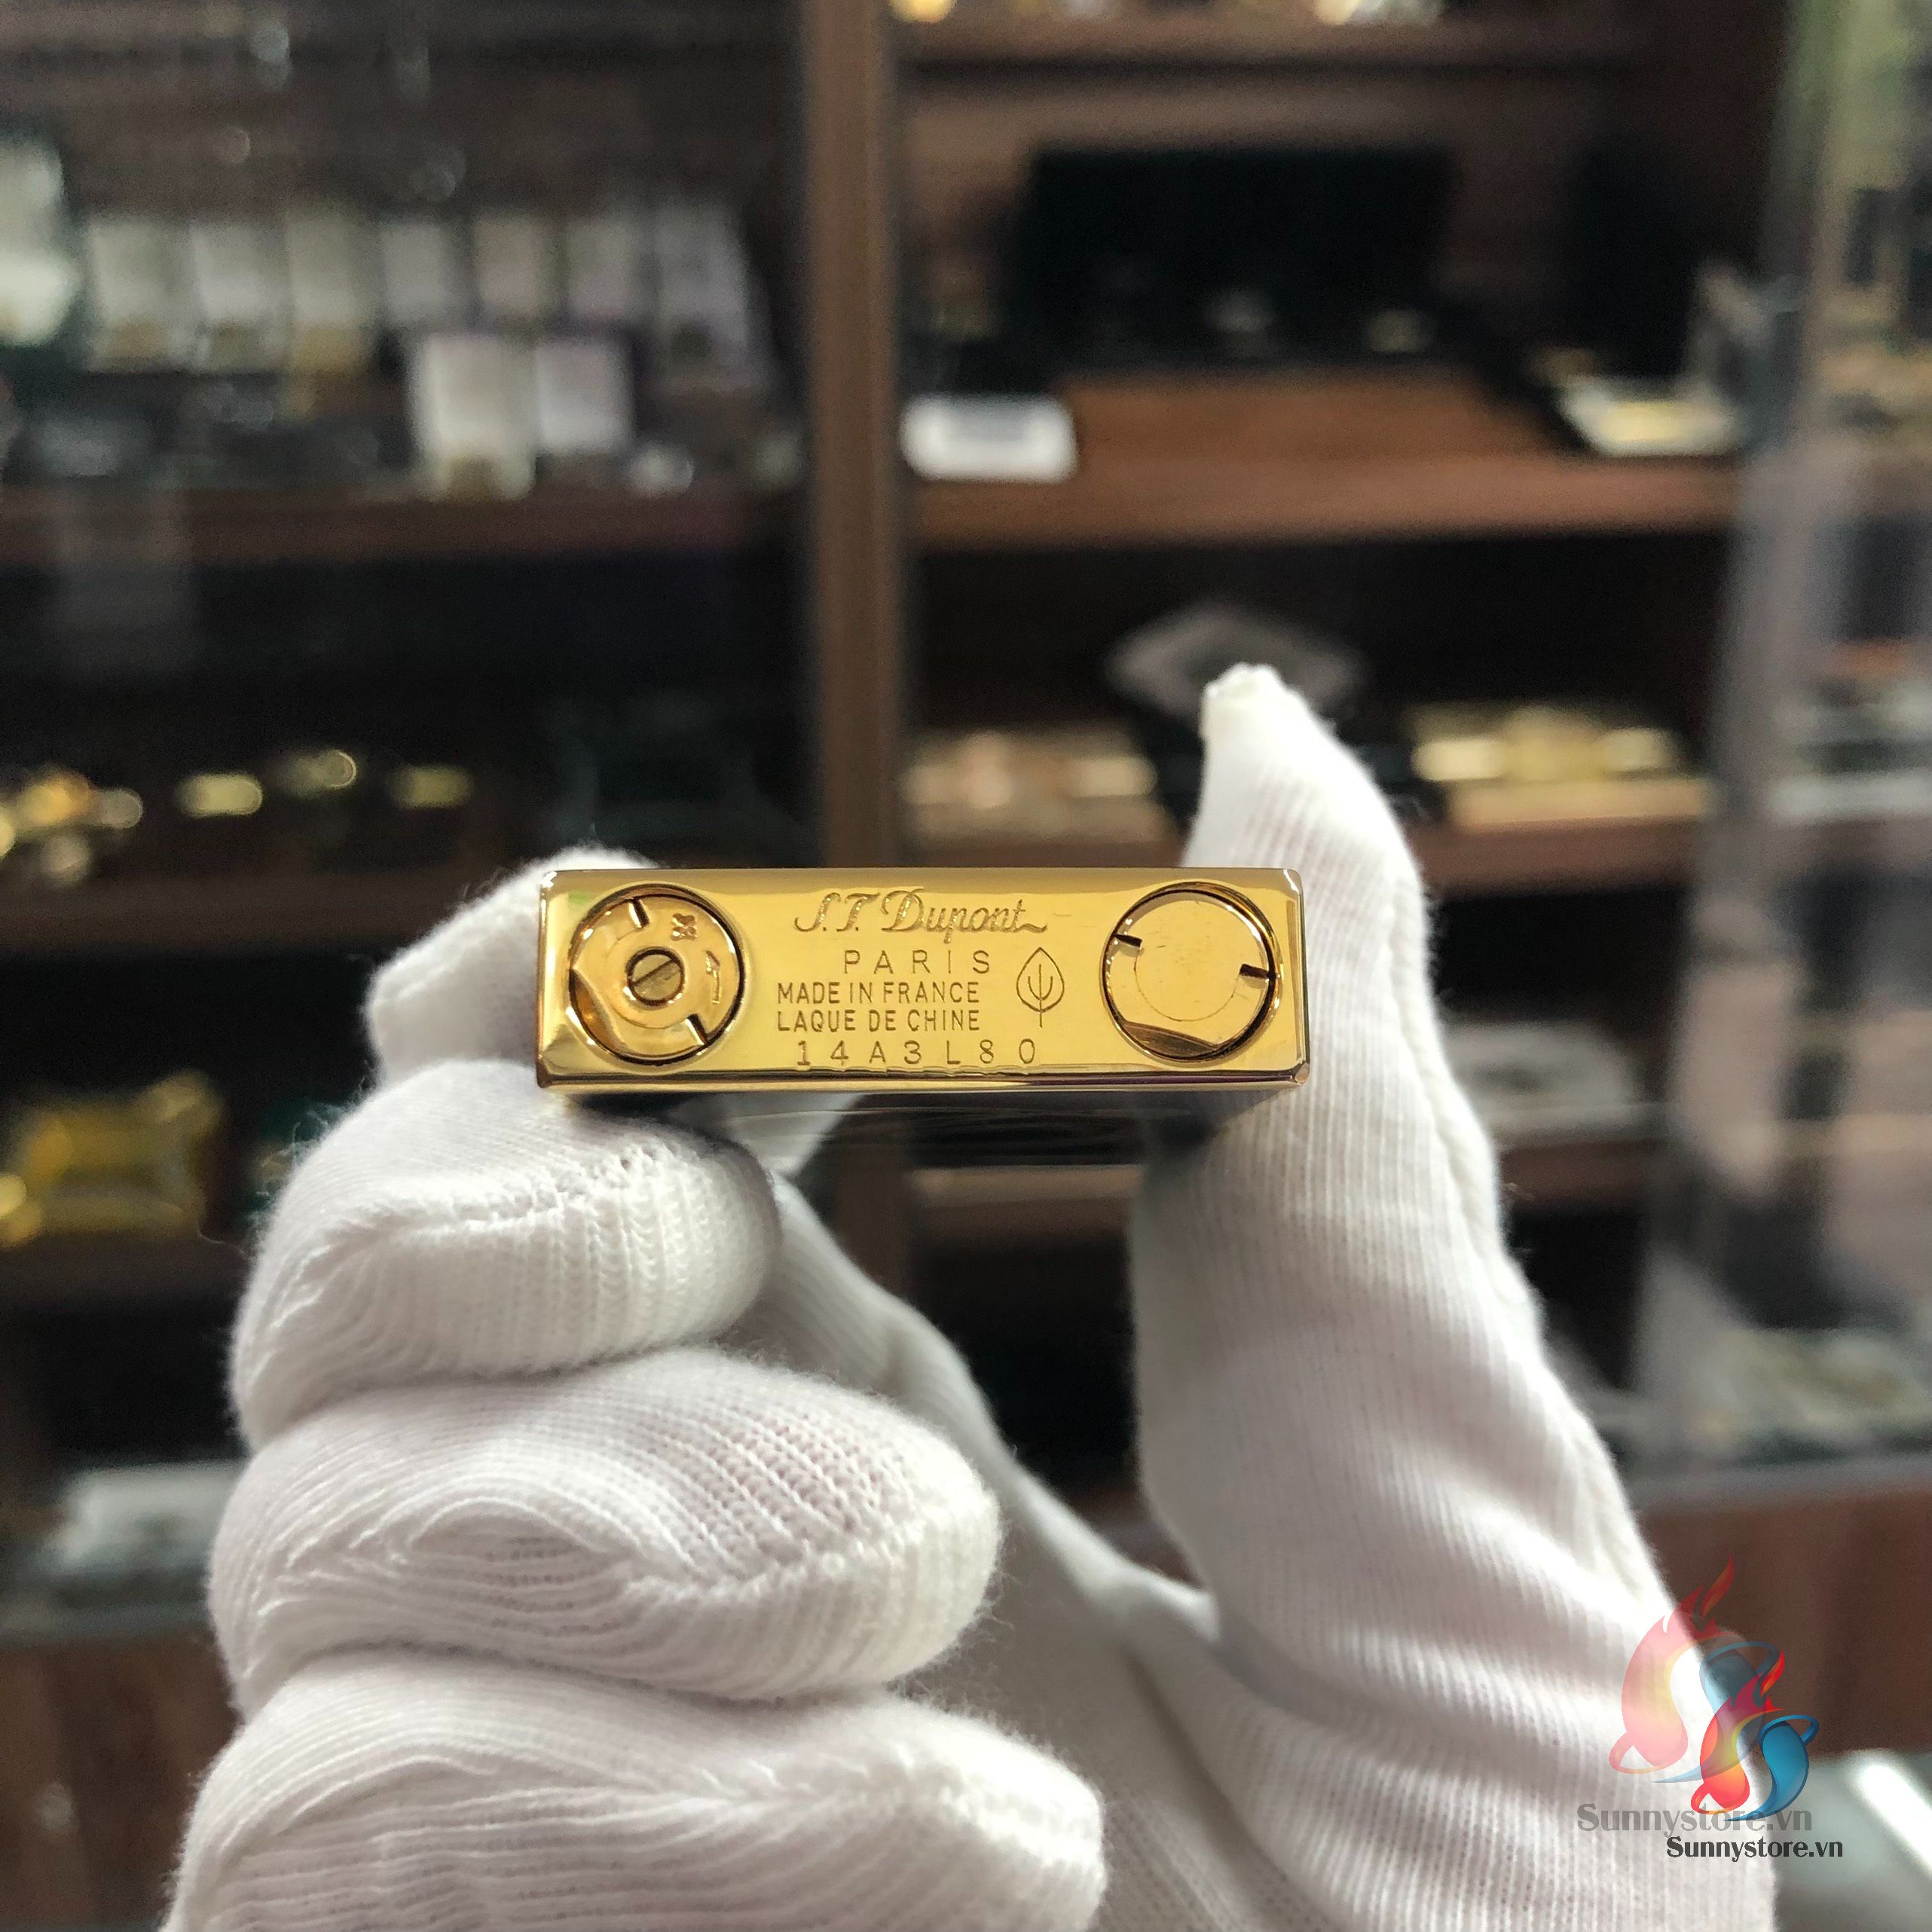 S.T. Dupont
PARIS
MADE IN FRANCE
LAQUE DE CHINE
14A3L80
Sunnystore.vn
Sunnystore.vn